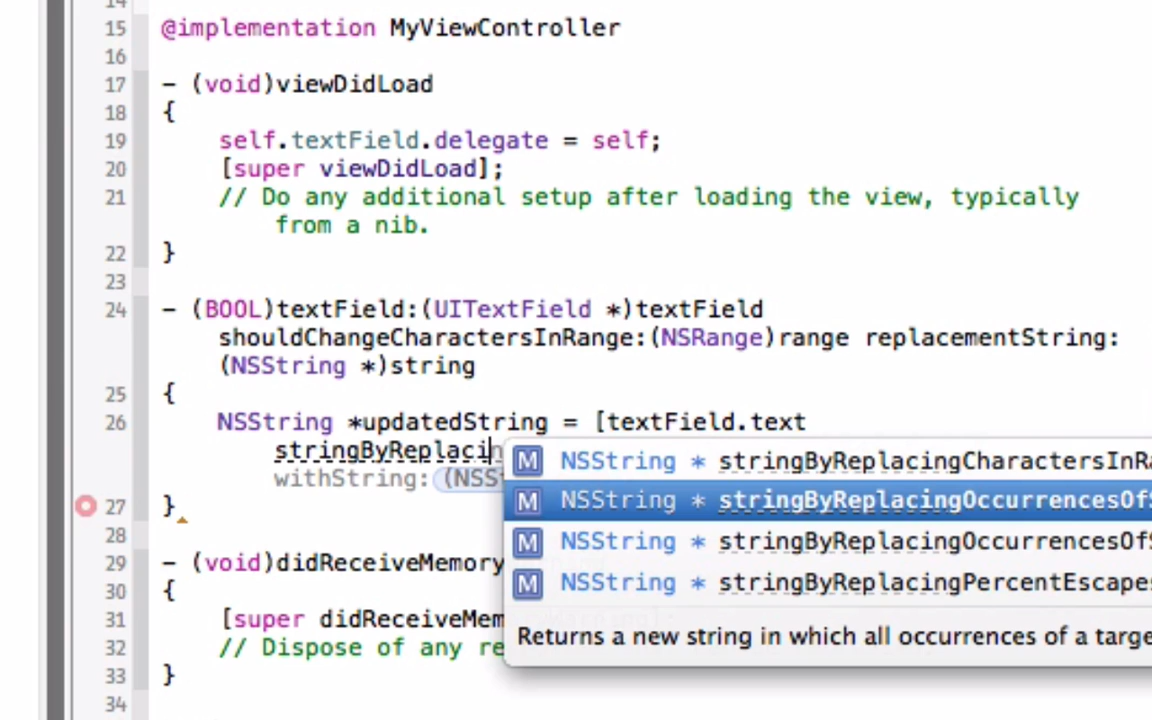 14
15 @implementation MyViewController
16
17 - (void)viewDidLoad
18 {
19 self.textField.delegate = self;
20 [super viewDidLoad];
21 // Do any additional setup after loading the view, typically
from a nib.
22 }
23
24 - (BOOL)textField:(UITextField *)textField
shouldChangeCharactersInRange:(NSRange)range replacementString:
(NSString *)string
25 {
26 NSString *updatedString = [textField.text
stringByReplacin
withString:(NSSt
M NSString * stringByReplacingCharactersInRa
M NSString * stringByReplacingOccurrencesOfS
M NSString * stringByReplacingOccurrencesOfS
M NSString * stringByReplacingPercentEscapes
Returns a new string in which all occurrences of a targe
27 }
28
29 - (void)didReceiveMemory
30 {
31 [super didReceiveMem
32 // Dispose of any re
33 }
34